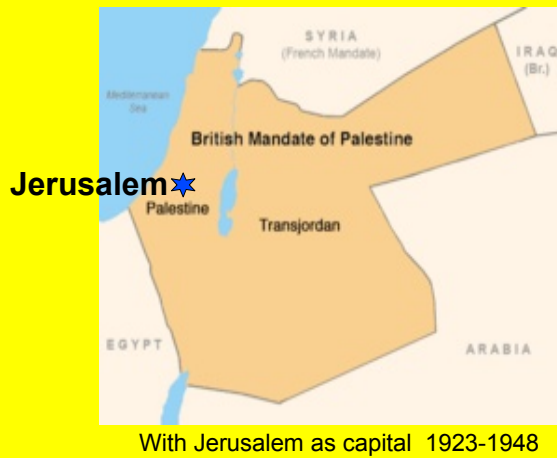 SYRIA
(French Mandate)
IRAQ
(Br.)
Mediterranean
Sea
British Mandate of Palestine
Jerusalem
Palestine
Transjordan
EGYPT
ARABIA
With Jerusalem as capital 1923-1948